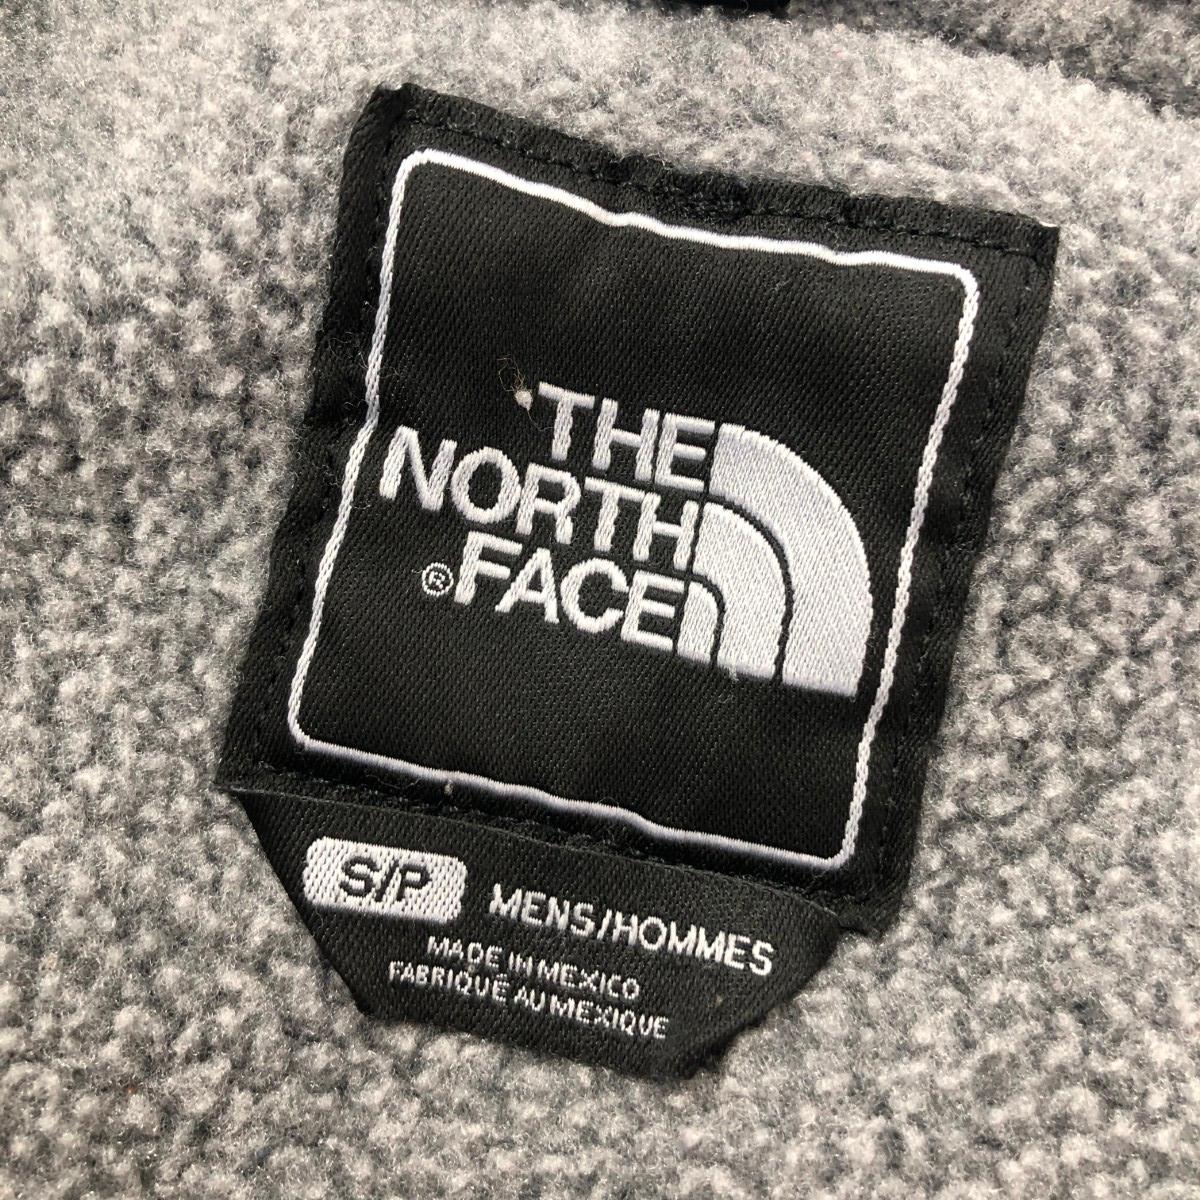 THE
NORTH
® FACE
S/P MENS/HOMMES
MADE IN MEXICO
FABRIQUÉ AU MEXIQUE